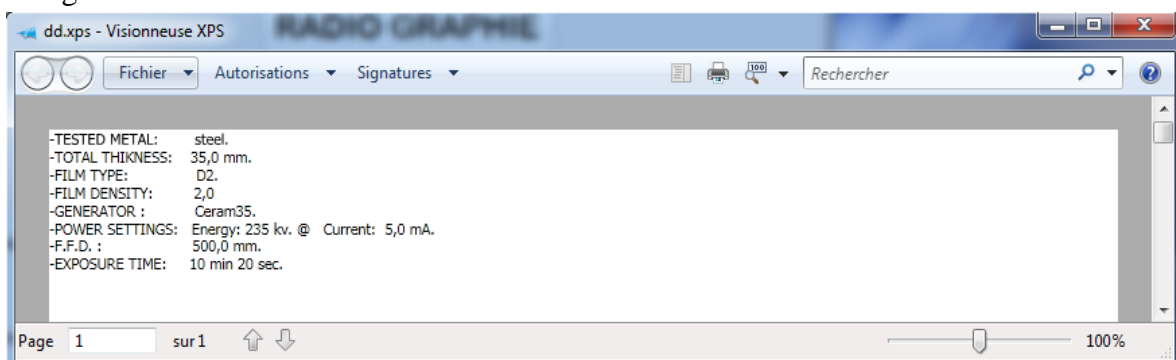 dd.xps - Visionneuse XPS
RADIO GRAPHIE
Fichier Autorisations Signatures
100
Rechercher
-TESTED METAL: steel.
-TOTAL THIKNESS: 35,0 mm.
-FILM TYPE: D2.
-FILM DENSITY: 2,0
-GENERATOR : Ceram35.
-POWER SETTINGS: Energy: 235 kv. @ Current: 5,0 mA.
-F.F.D. : 500,0 mm.
-EXPOSURE TIME: 10 min 20 sec.
Page 1 sur 1
100%